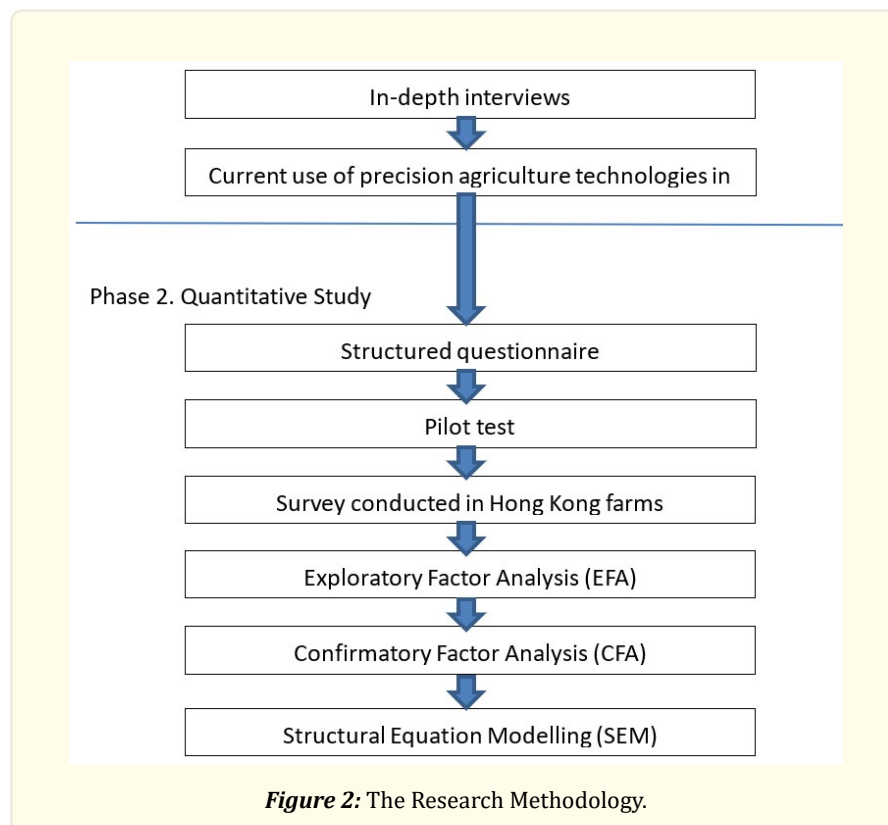 In-depth interviews
Current use of precision agriculture technologies in
Phase 2. Quantitative Study
Structured questionnaire
Pilot test
Survey conducted in Hong Kong farms
Exploratory Factor Analysis (EFA)
Confirmatory Factor Analysis (CFA)
Structural Equation Modelling (SEM)
Figure 2: The Research Methodology.